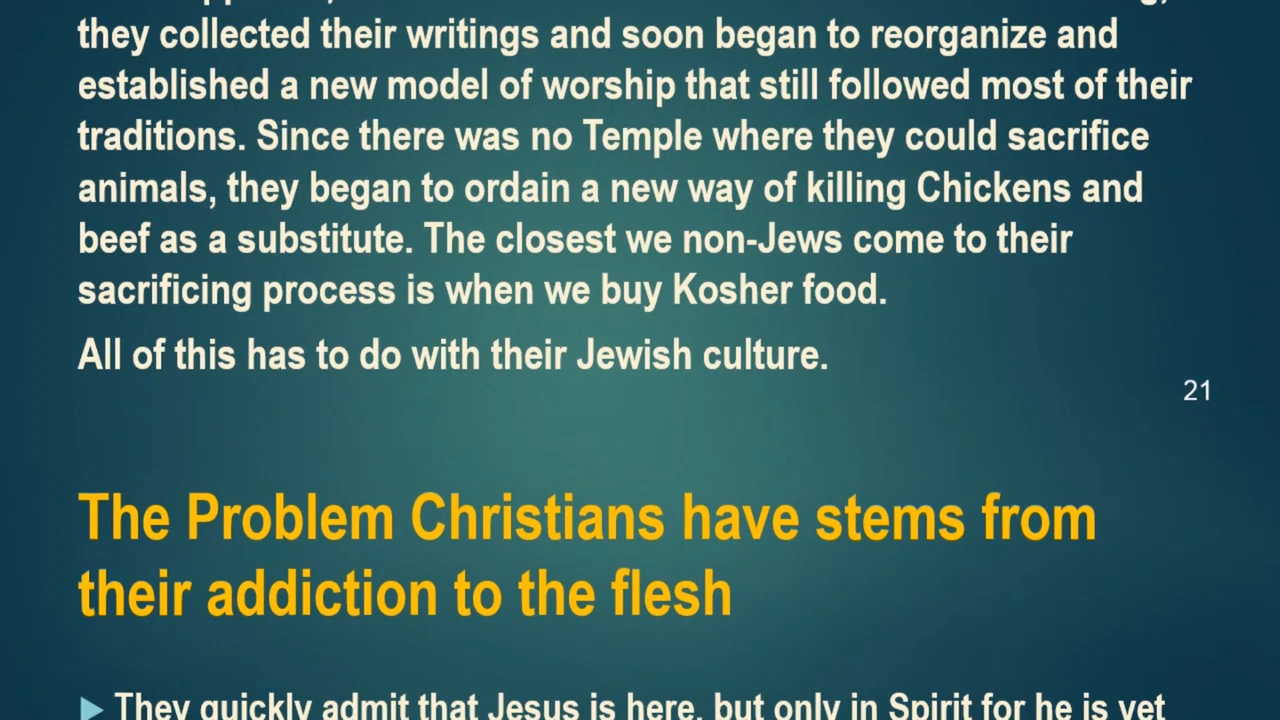 they collected their writings and soon began to reorganize and
established a new model of worship that still followed most of their
traditions. Since there was no Temple where they could sacrifice
animals, they began to ordain a new way of killing Chickens and
beef as a substitute. The closest we non-Jews come to their
sacrificing process is when we buy Kosher food.
All of this has to do with their Jewish culture.
21
The Problem Christians have stems from
their addiction to the flesh
They quickly admit that Jesus is here, but only in Spirit for he is yet